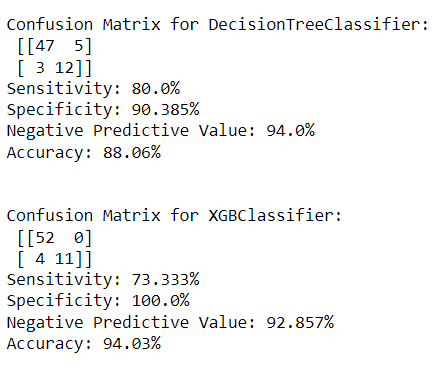 Confusion Matrix for DecisionTreeClassifier:
[[47  5]
[ 3 12]]
Sensitivity: 80.0%
Specificity: 90.385%
Negative Predictive Value: 94.0%
Accuracy: 88.06%
Confusion Matrix for XGBClassifier:
[[52  0]
[ 4 11]]
Sensitivity: 73.333%
Specificity: 100.0%
Negative Predictive Value: 92.857%
Accuracy: 94.03%